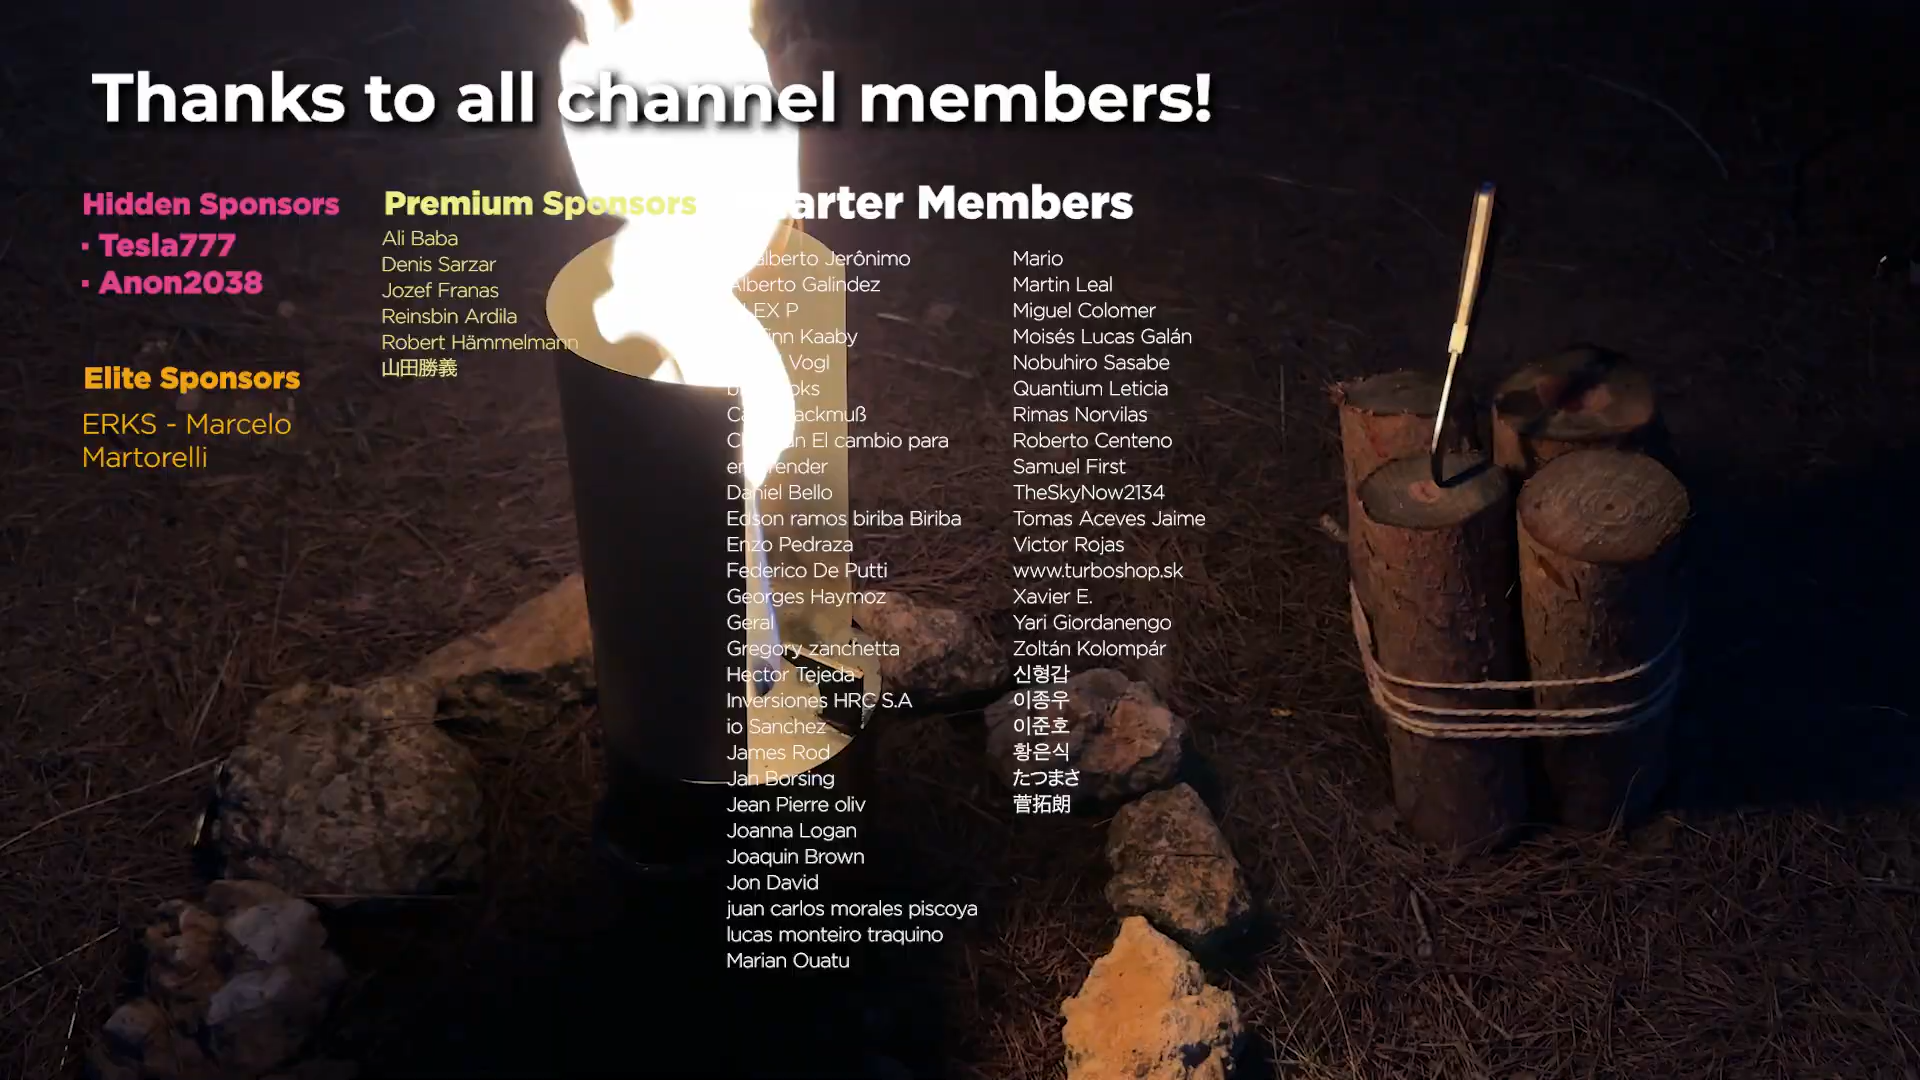 Thanks to all channel members!
Hidden Sponsors
· Tesla777
· Anon2038
Elite Sponsors
ERKS - Marcelo
Martorelli
Premium Sponsors
Ali Baba
Denis Sarzar
Jozef Franas
Reinsbin Ardila
Robert Hämmelmann
山田勝義
Members
Jerônimo
Alberto Galindez
P
Kaaby
Vogl
El cambio para
Daniel Bello
Edson ramos biriba Biriba
Enzo Pedraza
Federico De Putti
Georges Haymoz
Geral
Gregory zanchetta
Hector Tejeda
Inversiones HRC S.A
io Sanchez
James Rod
Jan Borsing
Jean Pierre oliv
Joanna Logan
Joaquin Brown
Jon David
juan carlos morales piscoya
lucas monteiro traquino
Marian Ouatu
Mario
Martin Leal
Miguel Colomer
Moisés Lucas Galán
Nobuhiro Sasabe
Quantium Leticia
Rimas Norvilas
Roberto Centeno
Samuel First
TheSkyNow2134
Tomas Aceves Jaime
Victor Rojas
www.turboshop.sk
Xavier E.
Yari Giordanengo
Zoltán Kolompár
신형감
이종우
이준호
황은식
たつまさ
菅拓朗